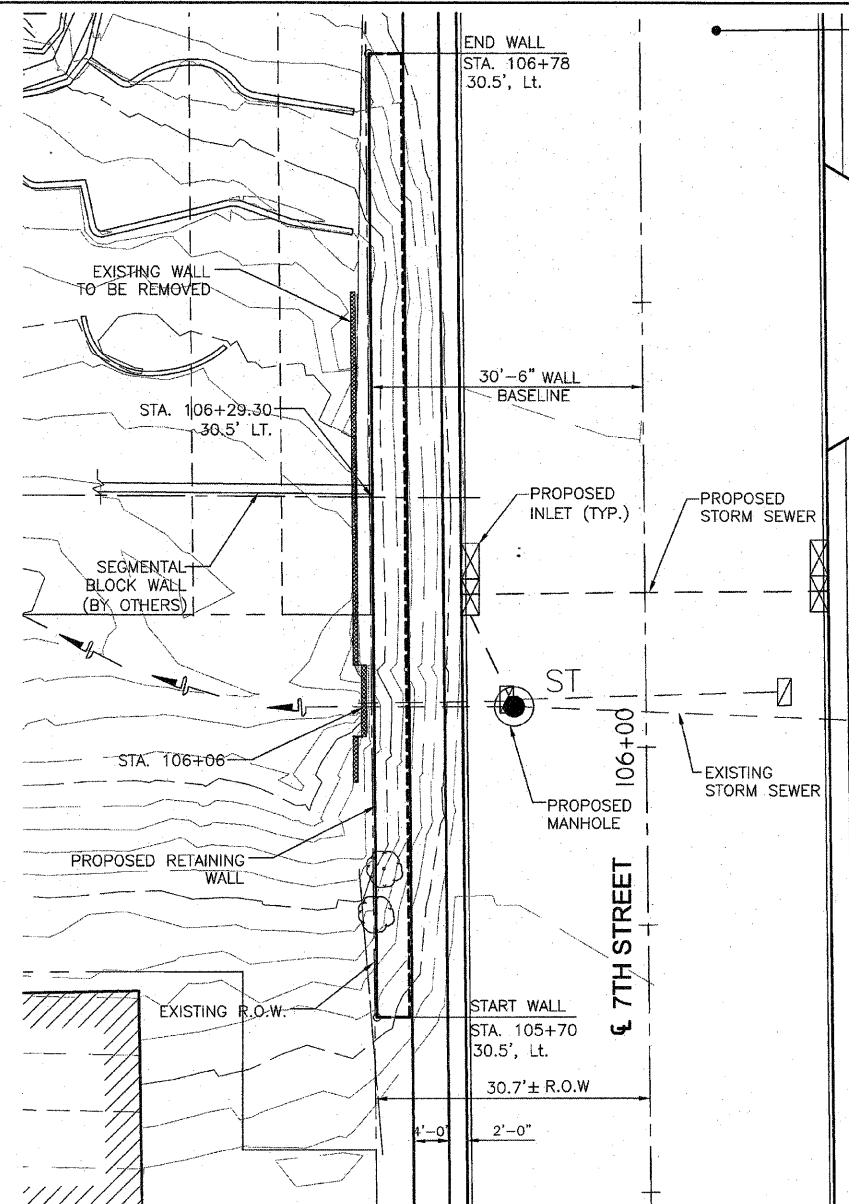 END WALL
STA. 106+78
30.5', Lt.
EXISTING WALL
TO BE REMOVED
30'-6" WALL
BASELINE
STA. 106+29.30
30.5' LT.
PROPOSED
INLET (TYP.)
PROPOSED
STORM SEWER
SEGMENTAL
BLOCK WALL
(BY OTHERS)
ST
STA. 106+06
106+00
EXISTING
STORM SEWER
PROPOSED
MANHOLE
PROPOSED RETAINING
WALL
℄ 7TH STREET
EXISTING R.O.W.
START WALL
STA. 105+70
30.5', Lt.
30.7'± R.O.W
4'-0"
2'-0"